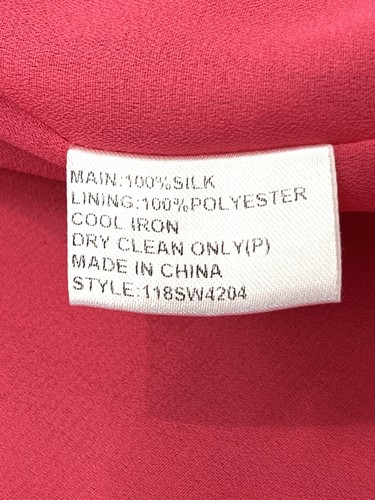 MAIN:100%SILK
LINING:100%POLYESTER
COOL IRON
DRY CLEAN ONLY(P)
MADE IN CHINA
STYLE:118SW4204